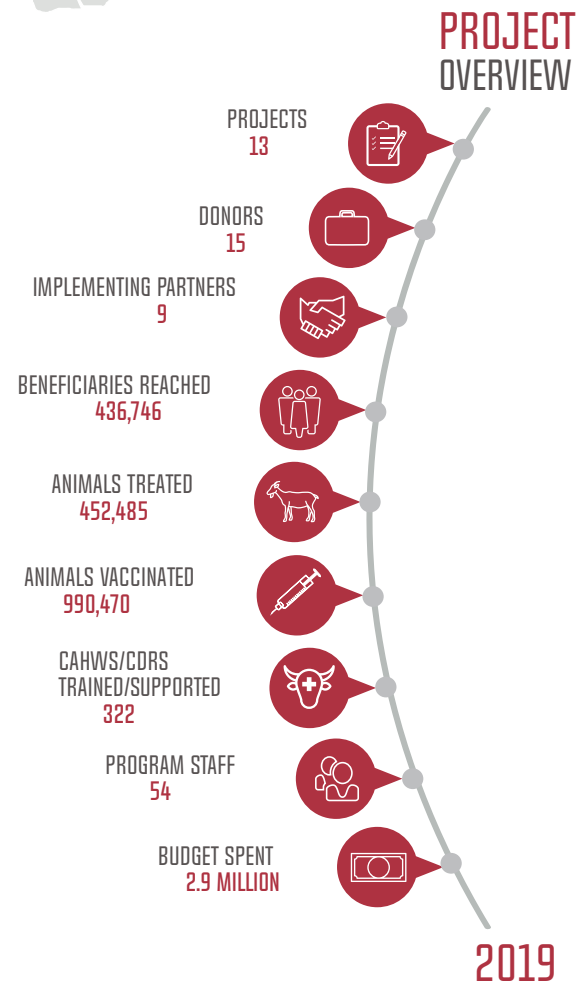 PROJECT
OVERVIEW
PROJECTS
13
DONORS
15
IMPLEMENTING PARTNERS
9
BENEFICIARIES REACHED
436,746
ANIMALS TREATED
452,485
ANIMALS VACCINATED
990,470
CAHWS/CDRS
TRAINED/SUPPORTED
322
PROGRAM STAFF
54
BUDGET SPENT
2.9 MILLION
2019